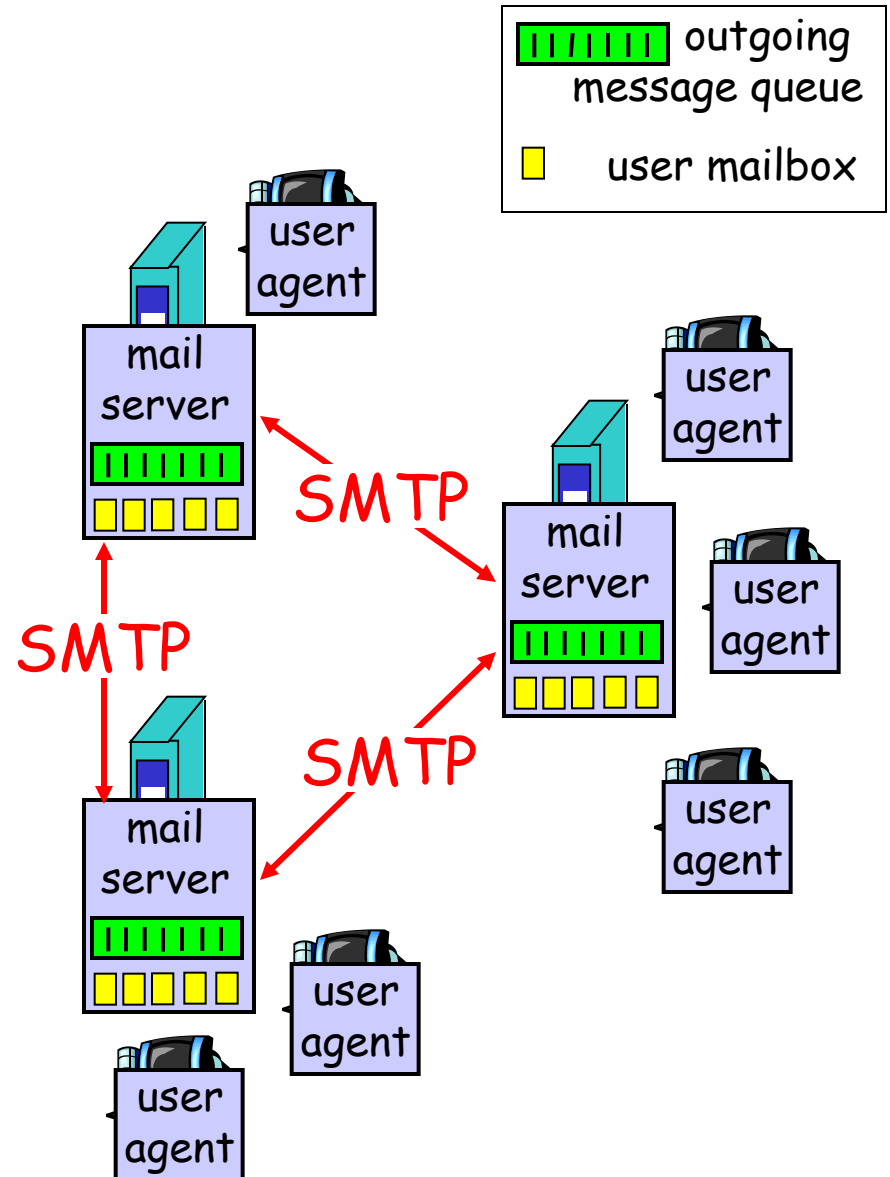 outgoing
message queue
user mailbox
user
agent
mail
server
user
agent
SMTP
mail
server
user
agent
SMTP
SMTP
user
agent
mail
server
user
agent
user
agent